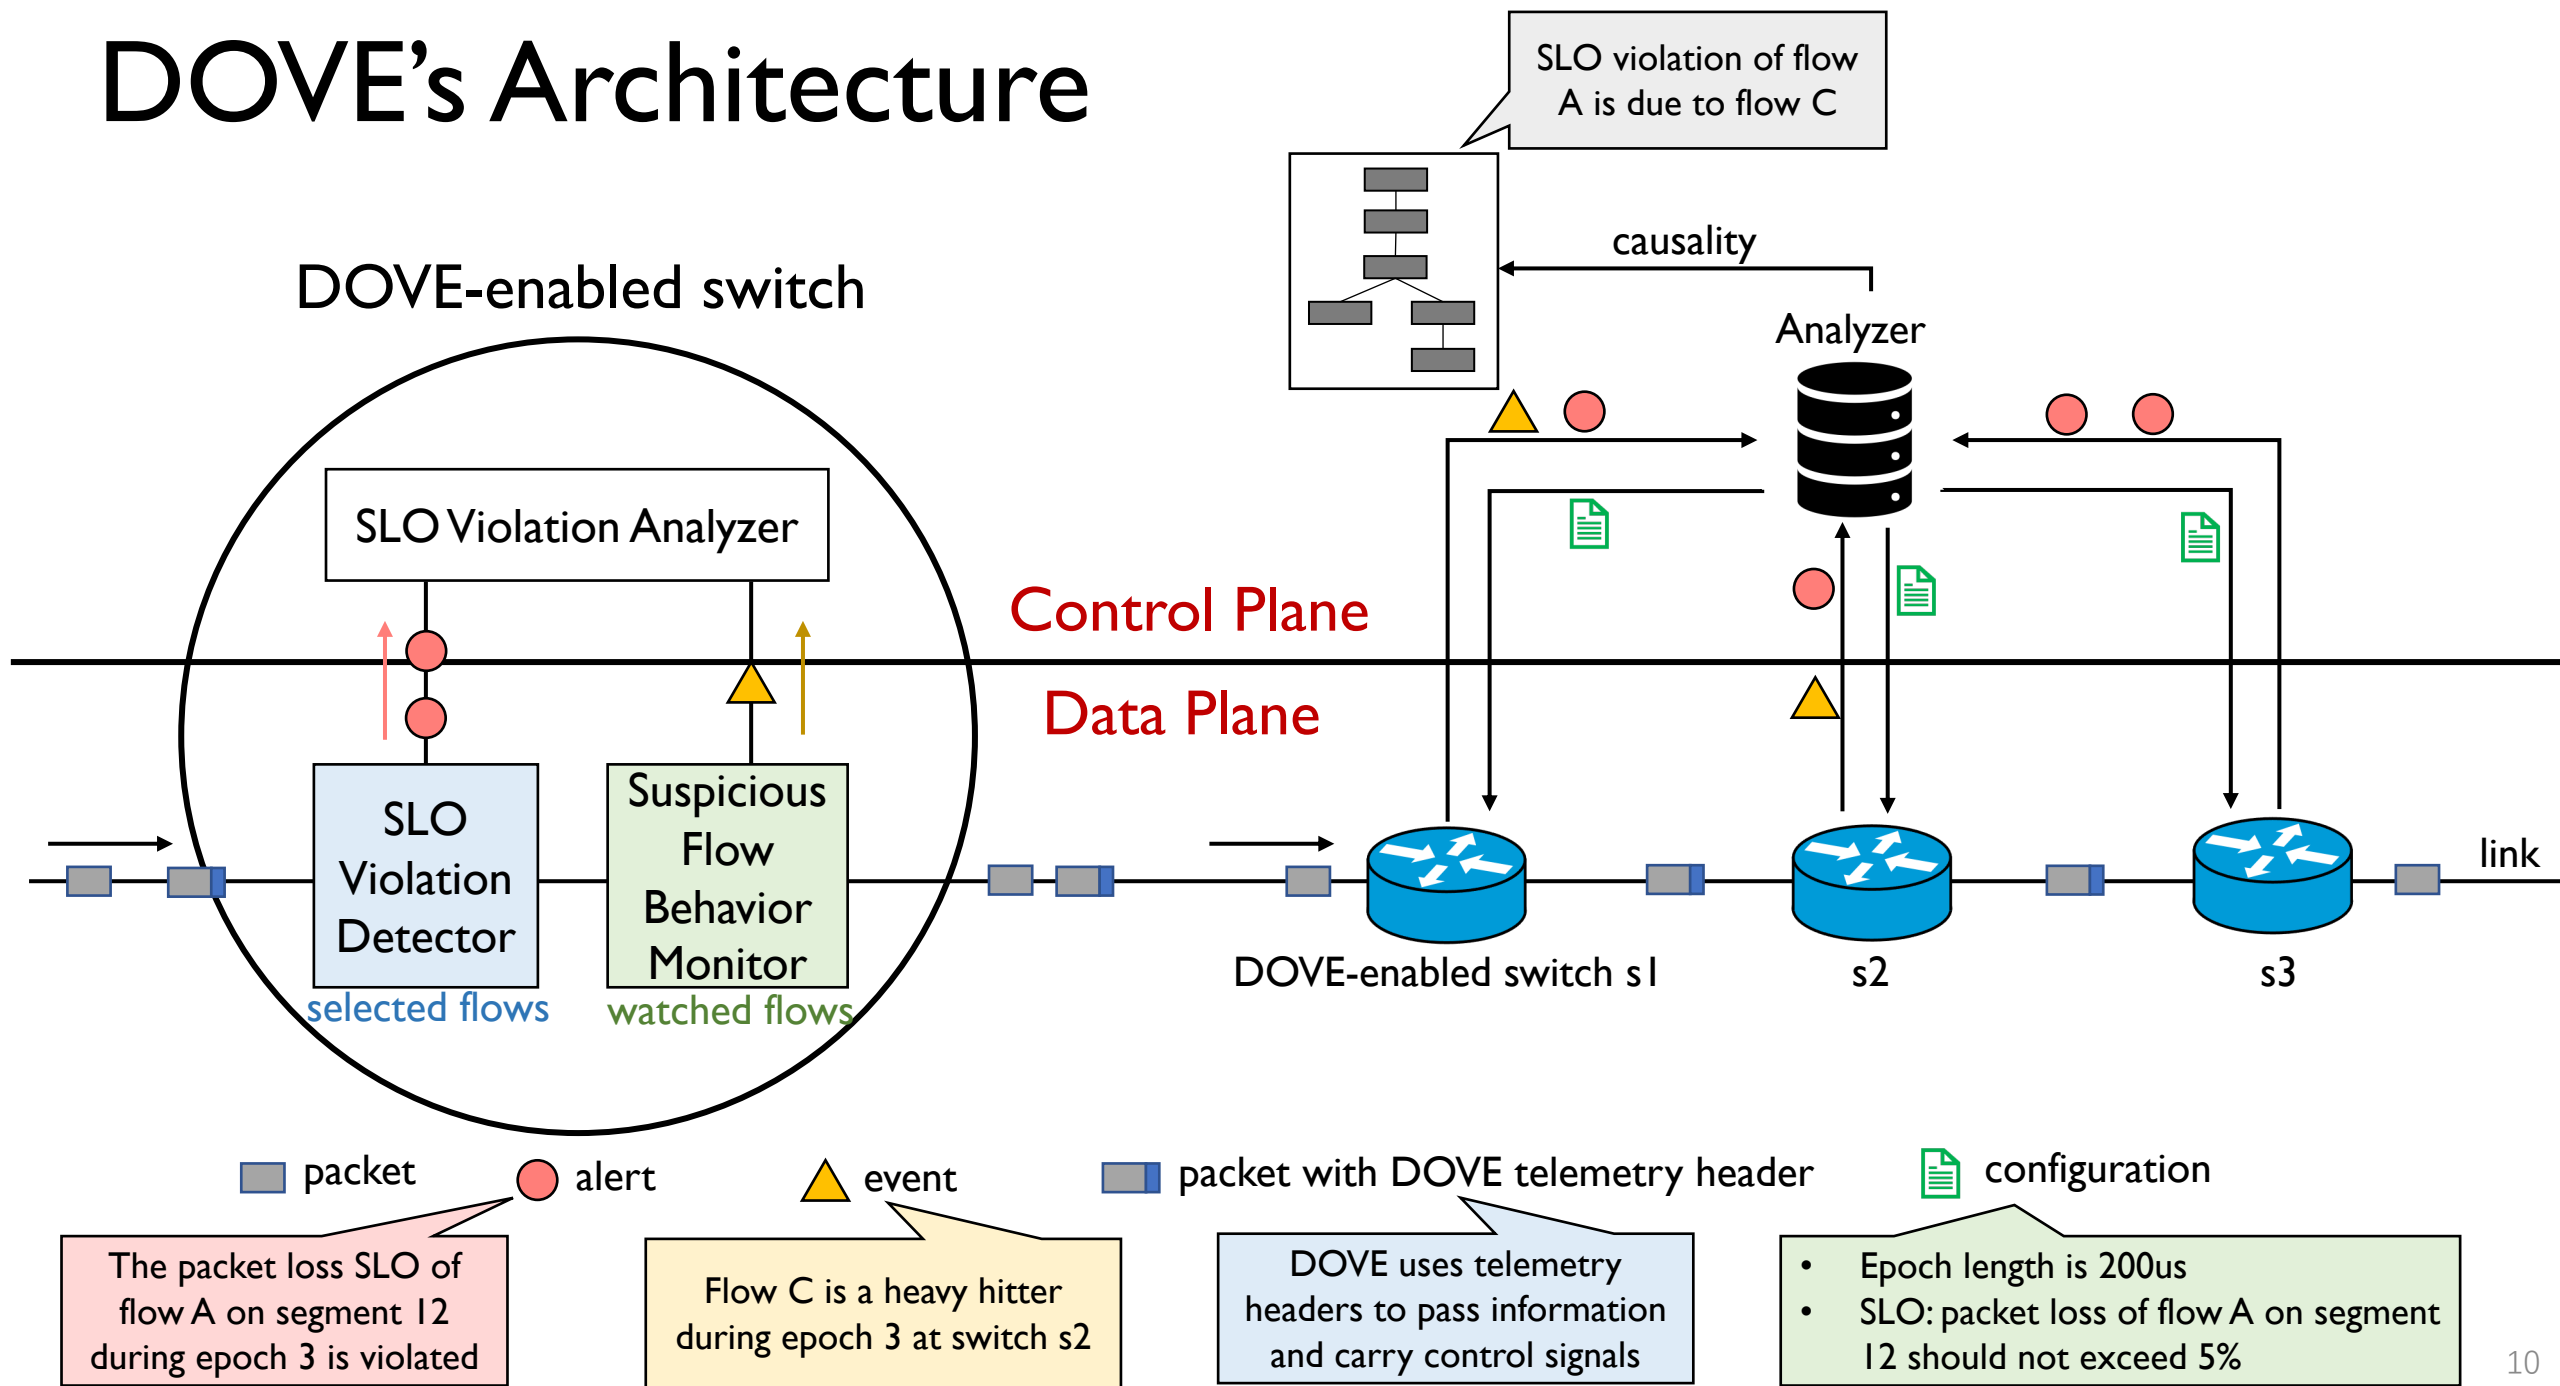 DOVE's Architecture
SLO violation of flow
A is due to flow C
causality
DOVE-enabled switch
Analyzer
SLO Violation Analyzer
Control Plane
Data Plane
SLO
Violation
Detector
Suspicious
Flow
Behavior
Monitor
selected flows
watched flows
link
DOVE-enabled switch s1
s2
s3
packet
alert
event
packet with DOVE telemetry header
configuration
The packet loss SLO of
flow A on segment 12
during epoch 3 is violated
Flow C is a heavy hitter
during epoch 3 at switch s2
DOVE uses telemetry
headers to pass information
and carry control signals
• Epoch length is 200us
• SLO: packet loss of flow A on segment
12 should not exceed 5%
10